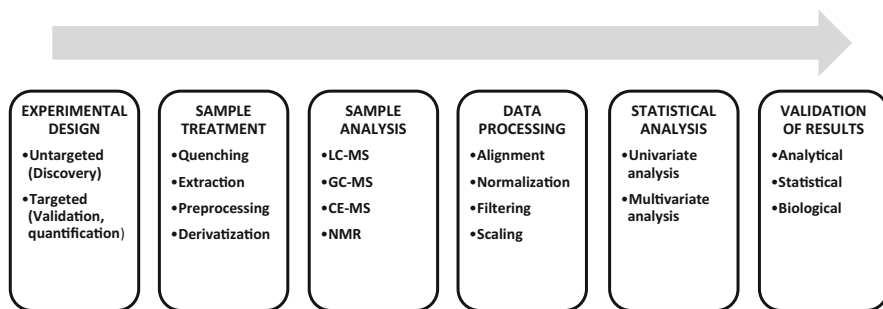 EXPERIMENTAL
DESIGN
•Untargeted
(Discovery)
•Targeted
(Validation,
quantification)
SAMPLE
TREATMENT
•Quenching
•Extraction
•Preprocessing
•Derivatization
SAMPLE
ANALYSIS
•LC-MS
•GC-MS
•CE-MS
•NMR
DATA
PROCESSING
•Alignment
•Normalization
•Filtering
•Scaling
STATISTICAL
ANALYSIS
•Univariate
analysis
•Multivariate
analysis
VALIDATION
OF RESULTS
•Analytical
•Statistical
•Biological